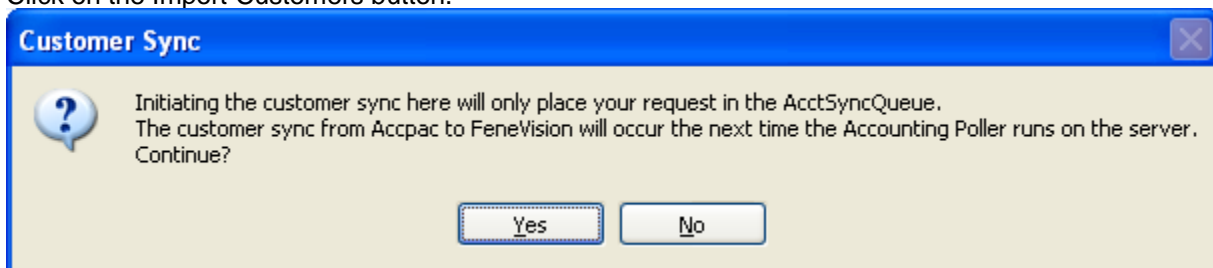 Click on the Import Customers button.
Customer Sync
Initiating the customer sync here will only place your request in the AcctSyncQueue.
The customer sync from Accpac to FeneVision will occur the next time the Accounting Poller runs on the server.
Continue?
Yes
No